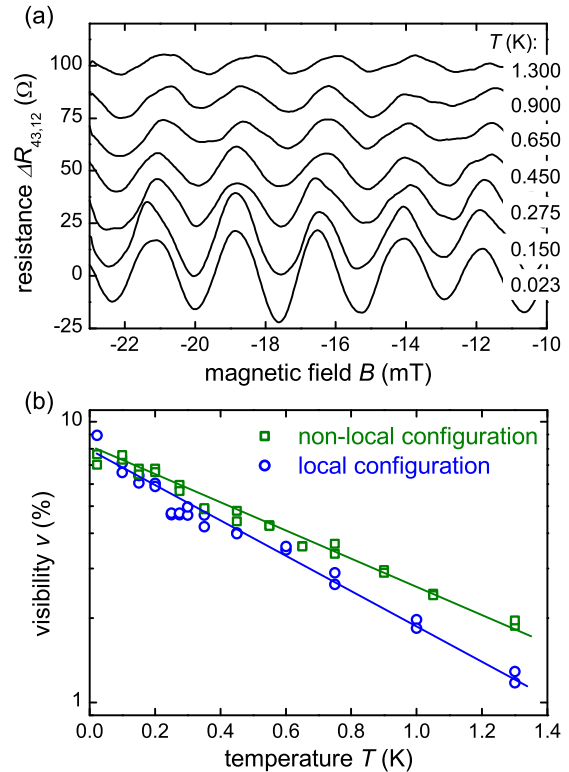 (a)
T (K):
100
75
50
25
0
-25
1.300
0.900
0.650
0.450
0.275
0.150
0.023
resistance ΔR43,12 (Ω)
-22 -20 -18 -16 -14 -12 -10
magnetic field B (mT)
(b)
10
1
non-local configuration
local configuration
visibility v (%)
0.0 0.2 0.4 0.6 0.8 1.0 1.2 1.4
temperature T (K)